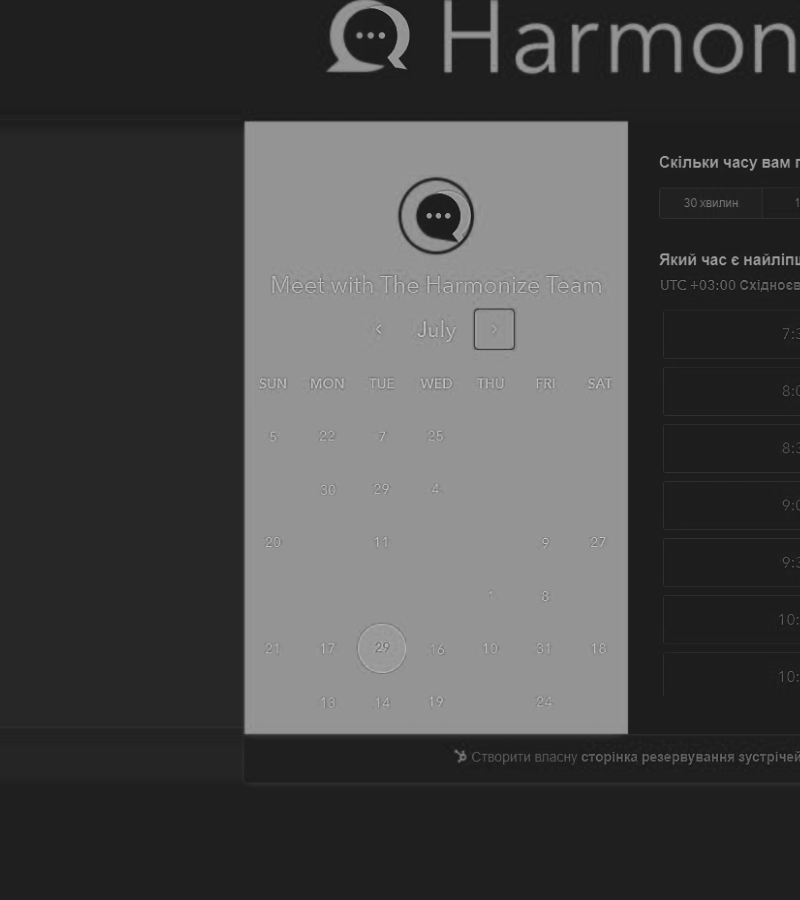 Harmon
Скільки часу вам п
30 хвилин 1
Meet with The Harmonize Team
Який час є найліпш
UTC +03:00 Східноєв
‹ July ›
7:3
SUN MON TUE WED THU FRI SAT
8:0
5 22 7 25
8:3
30 29 4
9:0
20 11 9 27
9:3
1 8
10:
21 17 29 16 10 31 18
10:
13 14 19 24
Створити власну сторінка резервування зустрічей